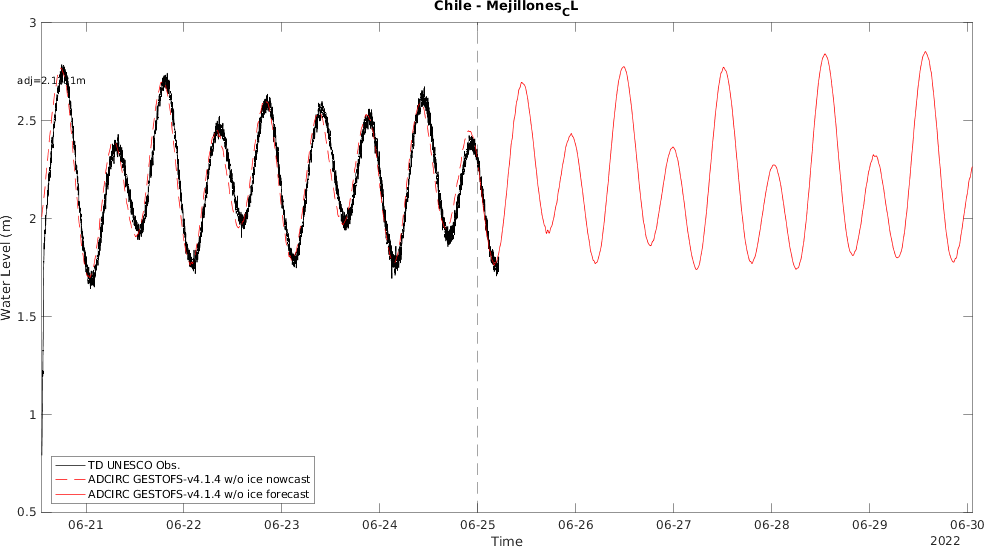 Chile - Mejillones_CL
3
adj=2.1 1m
2.5
2
1.5
1
0.5
Water Level (m)
TD UNESCO Obs.
ADCIRC GESTOFS-v4.1.4 w/o ice nowcast
ADCIRC GESTOFS-v4.1.4 w/o ice forecast
06-21 06-22 06-23 06-24 06-25 06-26 06-27 06-28 06-29 06-30
Time
2022